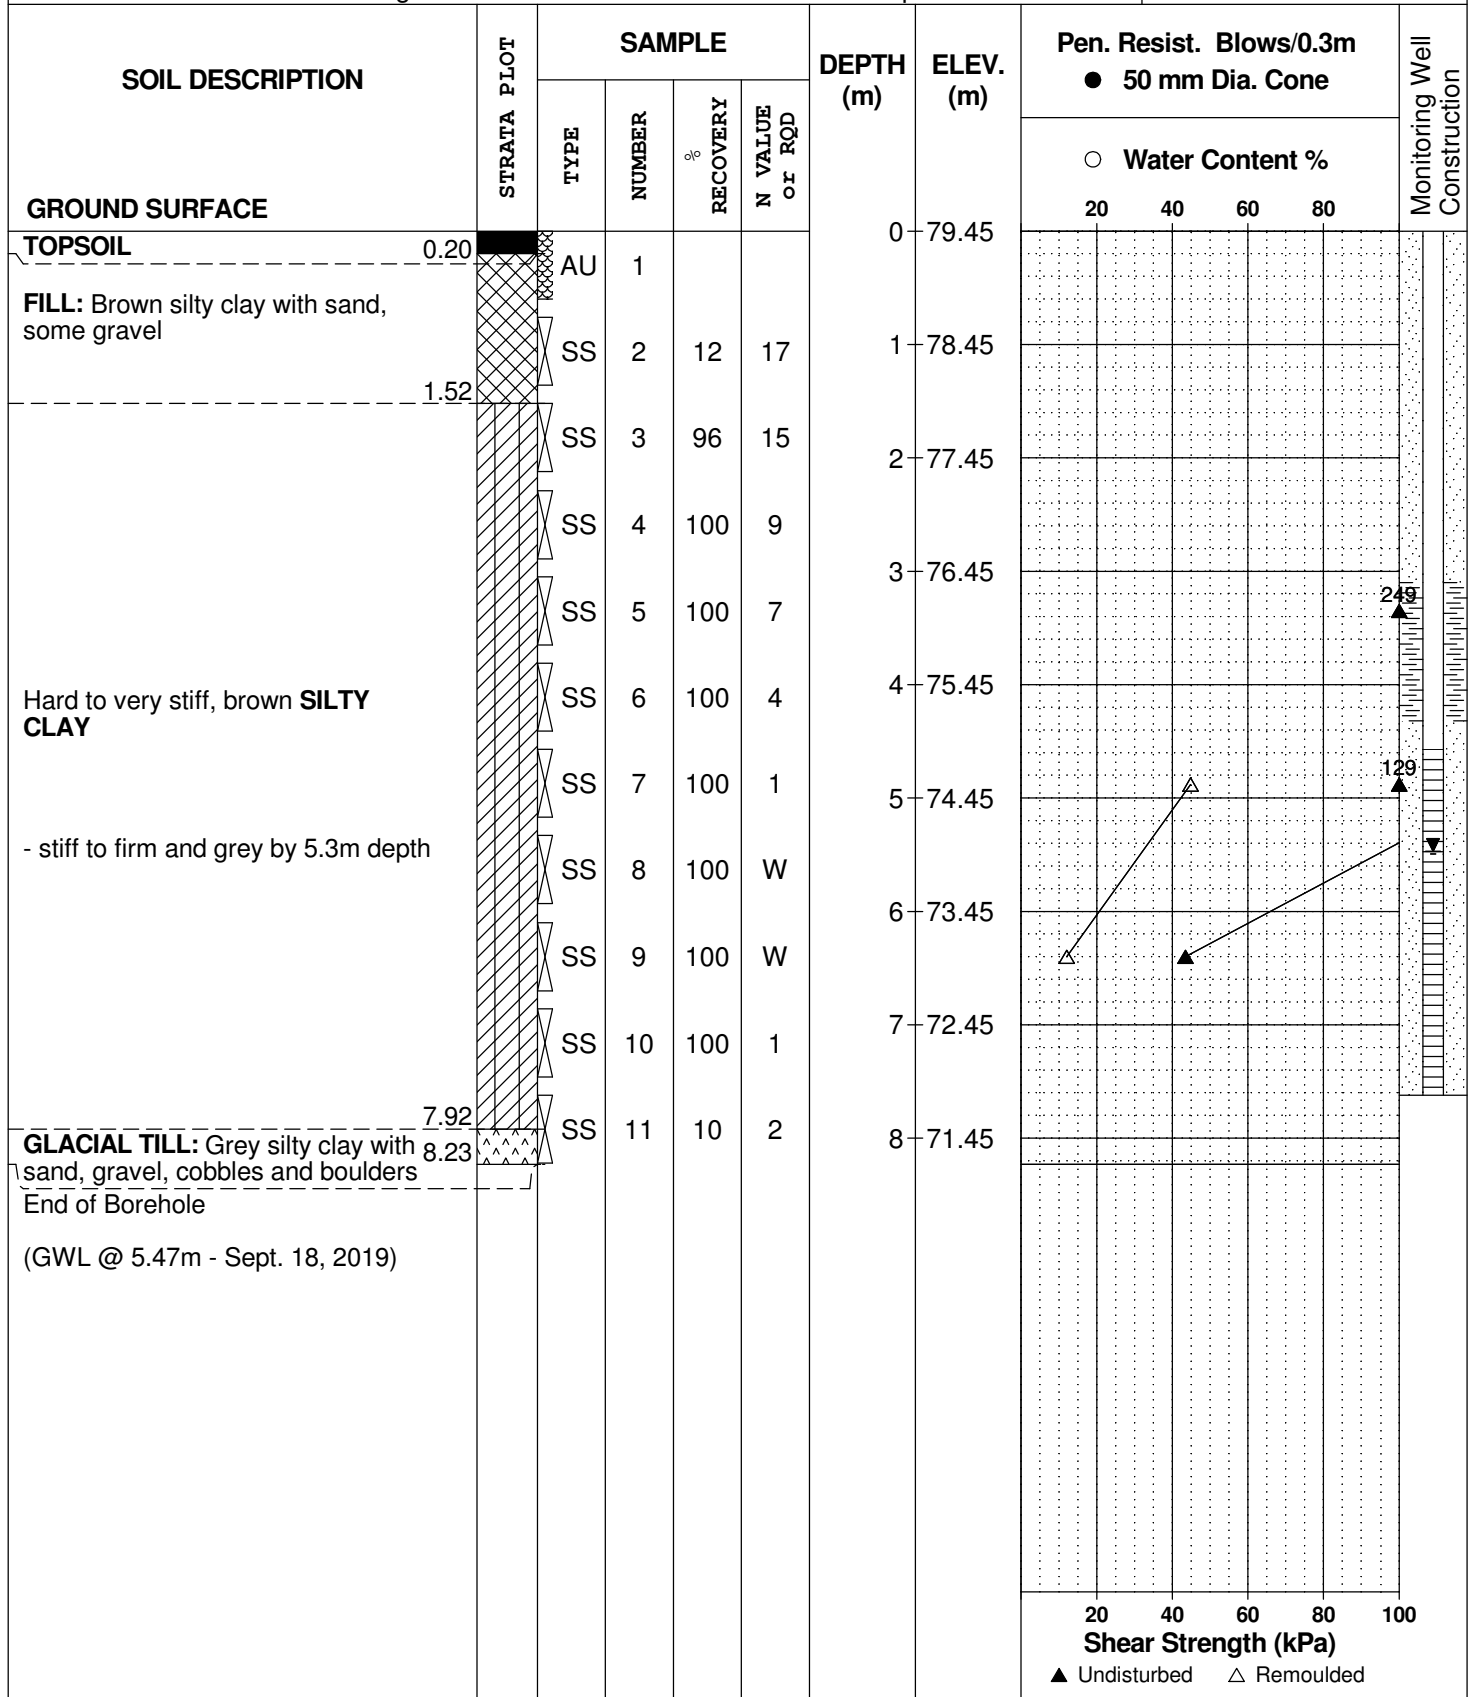 SOIL DESCRIPTION
GROUND SURFACE
STRATA PLOT
SAMPLE
TYPE
NUMBER
% RECOVERY
N VALUE or RQD
DEPTH (m)
ELEV. (m)
Pen. Resist. Blows/0.3m
● 50 mm Dia. Cone
○ Water Content %
20 40 60 80
Monitoring Well Construction
TOPSOIL 0.20
FILL: Brown silty clay with sand,
some gravel
1.52
Hard to very stiff, brown SILTY
CLAY
- stiff to firm and grey by 5.3m depth
7.92
GLACIAL TILL: Grey silty clay with 8.23
sand, gravel, cobbles and boulders
End of Borehole
(GWL @ 5.47m - Sept. 18, 2019)
AU 1
SS 2 12 17
SS 3 96 15
SS 4 100 9
SS 5 100 7
SS 6 100 4
SS 7 100 1
SS 8 100 W
SS 9 100 W
SS 10 100 1
SS 11 10 2
0 79.45
1 78.45
2 77.45
3 76.45
4 75.45
5 74.45
6 73.45
7 72.45
8 71.45
249
129
20 40 60 80 100
Shear Strength (kPa)
▲ Undisturbed △ Remoulded